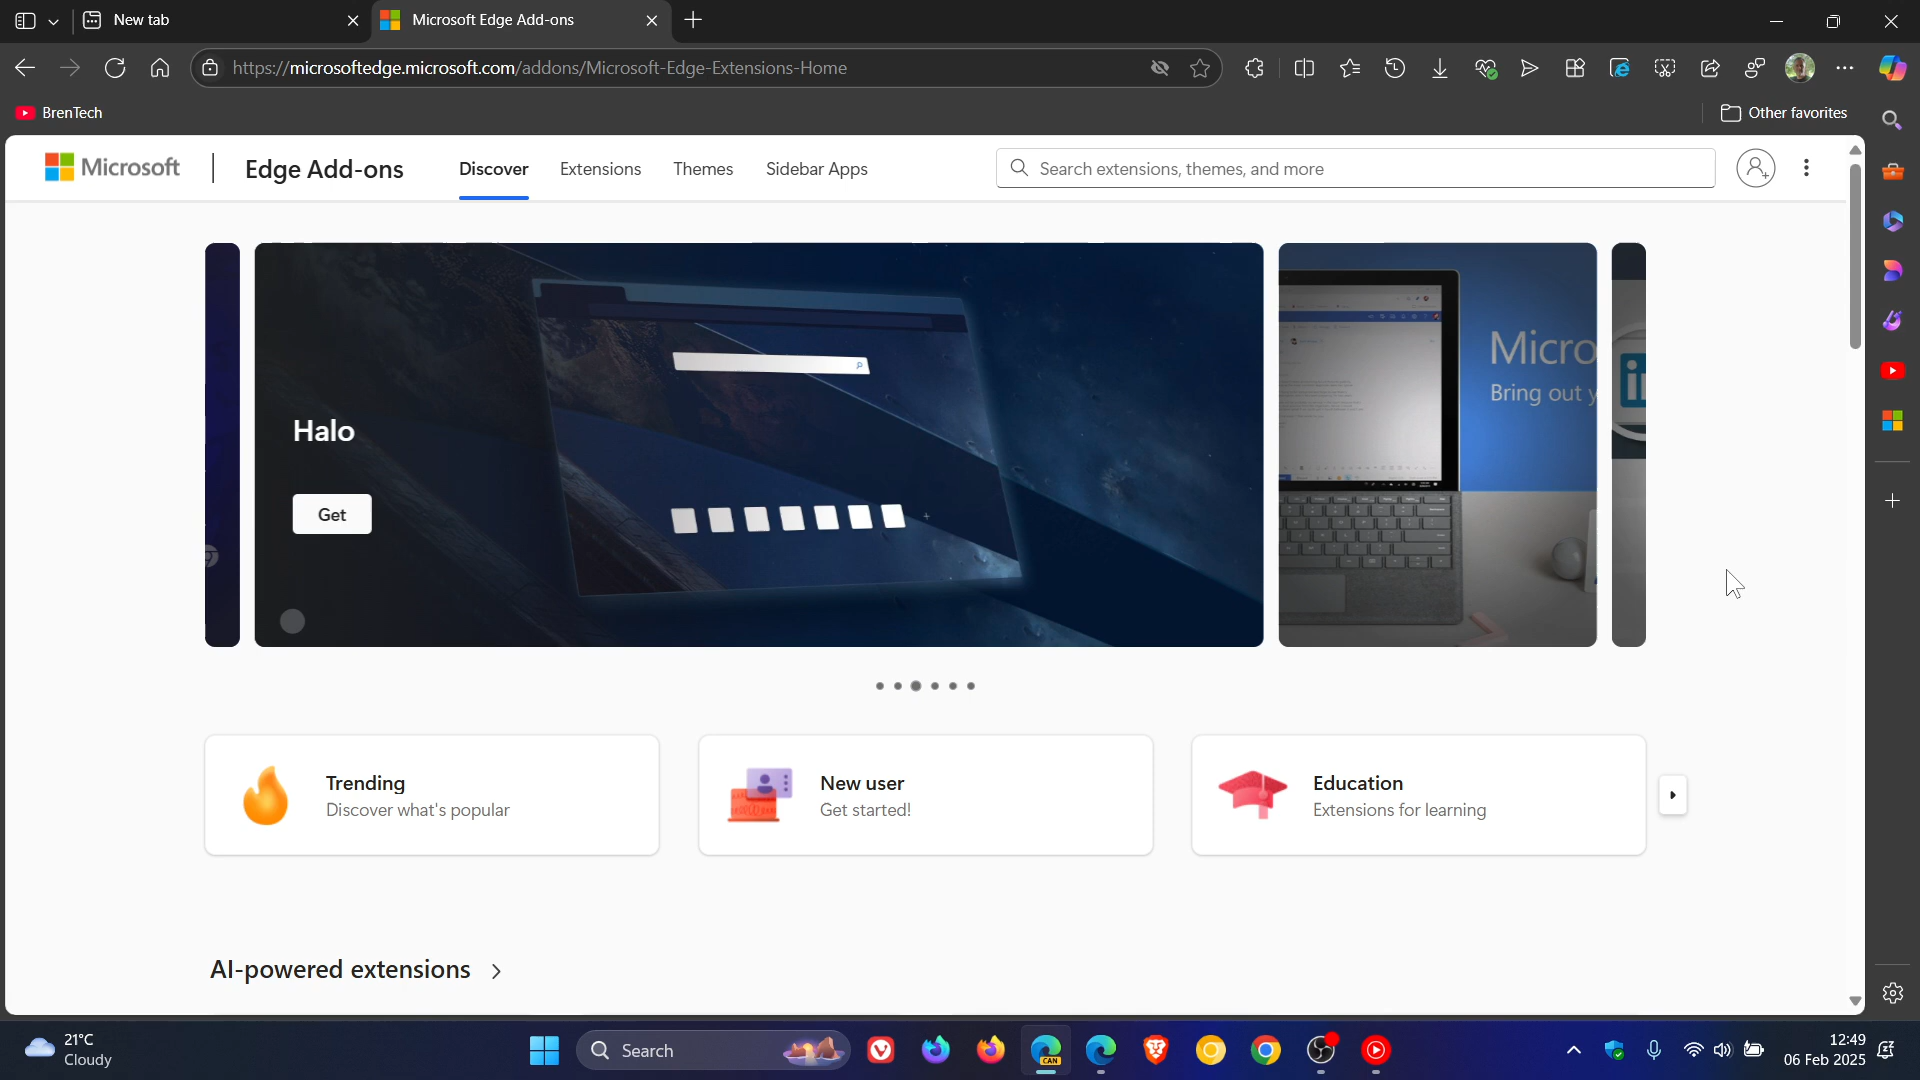 New tab
Microsoft Edge Add-ons
https://microsoftedge.microsoft.com/addons/Microsoft-Edge-Extensions-Home
BrenTech
Other favorites
Microsoft
Edge Add-ons
Discover
Extensions
Themes
Sidebar Apps
Search extensions, themes, and more
Halo
Get
Micro
Bring out y
in
Trending
Discover what's popular
New user
Get started!
Education
Extensions for learning
AI-powered extensions
21°C
Cloudy
Search
CAN
12:49
06 Feb 2025